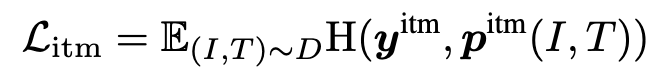 ℒ_itm = 𝔼_(I,T)∼D H(𝒚^itm, 𝒑^itm(I, T))